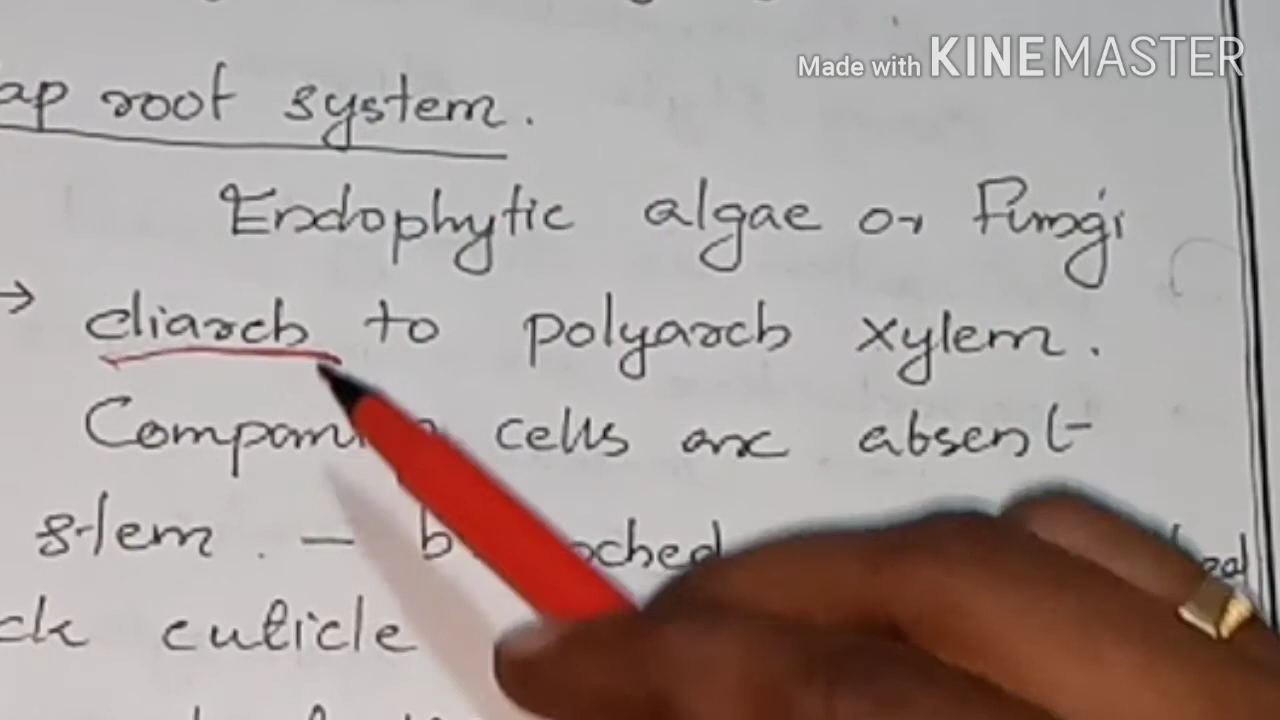 Made with KINEMASTER
ap root system.
Endophytic algae or Fungi
→ diarch to polyarch xylem.
cells are absent
stem. —
ck cuticle